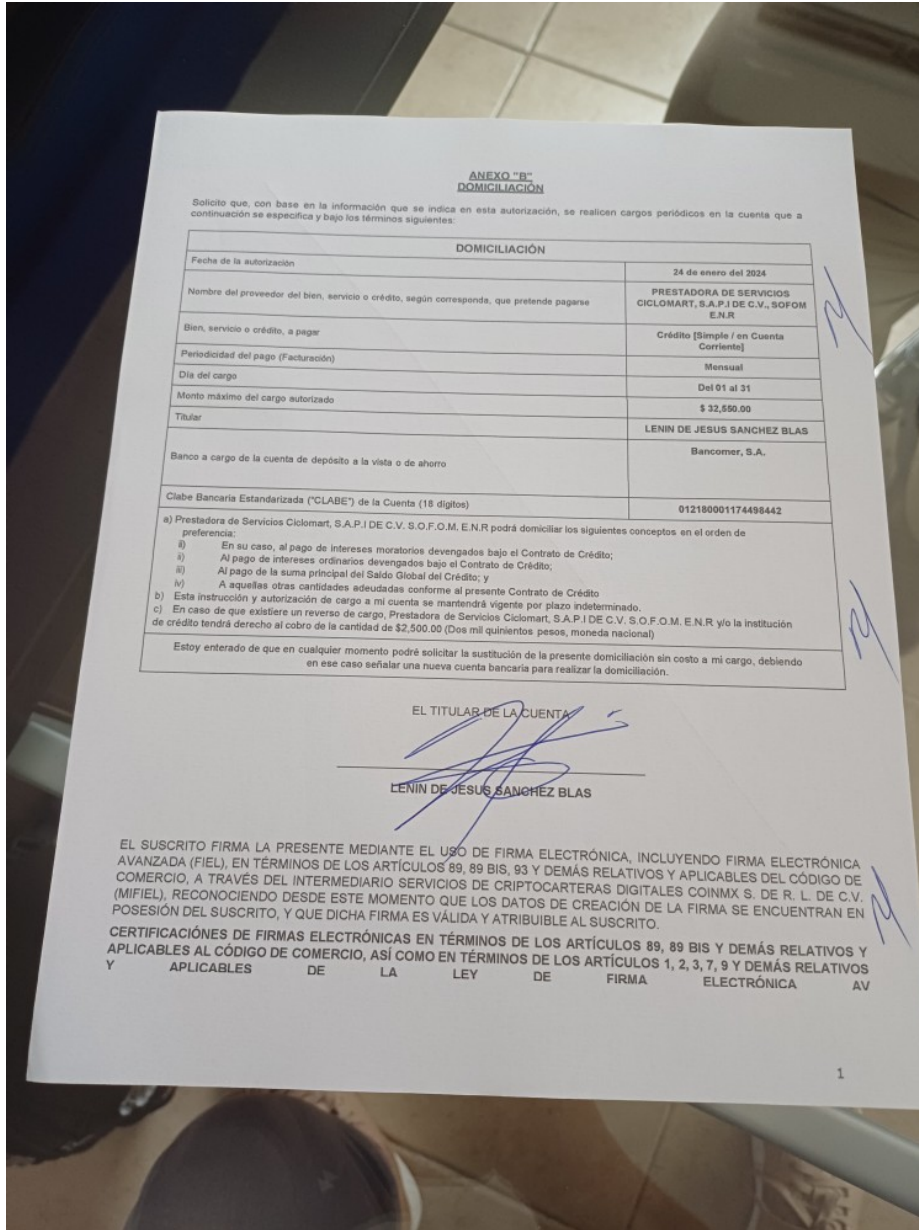 ANEXO "B"
DOMICILIACIÓN
Solicito que, con base en la información que se indica en esta autorización, se realicen cargos periódicos en la cuenta que a
continuación se especifica y bajo los términos siguientes:
DOMICILIACIÓN
Fecha de la autorización
24 de enero del 2024
Nombre del proveedor del bien, servicio o crédito, según corresponda, que pretende pagarse
PRESTADORA DE SERVICIOS
CICLOMART, S.A.P.I DE C.V., SOFOM
E.N.R
Bien, servicio o crédito, a pagar
Crédito [Simple / en Cuenta
Corriente]
Periodicidad del pago (Facturación)
Mensual
Día del cargo
Del 01 al 31
Monto máximo del cargo autorizado
$ 32,550.00
Titular
LENIN DE JESUS SANCHEZ BLAS
Banco a cargo de la cuenta de depósito a la vista o de ahorro
Bancomer, S.A.
Clabe Bancaria Estandarizada ("CLABE") de la Cuenta (18 dígitos)
012180001174498442
a) Prestadora de Servicios Ciclomart, S.A.P.I DE C.V. S.O.F.O.M. E.N.R podrá domiciliar los siguientes conceptos en el orden de
preferencia:
ii) En su caso, al pago de intereses moratorios devengados bajo el Contrato de Crédito;
ii) Al pago de intereses ordinarios devengados bajo el Contrato de Crédito;
iii) Al pago de la suma principal del Saldo Global del Crédito; y
iv) A aquellas otras cantidades adeudadas conforme al presente Contrato de Crédito
b) Esta instrucción y autorización de cargo a mi cuenta se mantendrá vigente por plazo indeterminado.
c) En caso de que existiere un reverso de cargo, Prestadora de Servicios Ciclomart, S.A.P.I DE C.V. S.O.F.O.M. E.N.R y/o la institución
de crédito tendrá derecho al cobro de la cantidad de $2,500.00 (Dos mil quinientos pesos, moneda nacional)
Estoy enterado de que en cualquier momento podré solicitar la sustitución de la presente domiciliación sin costo a mi cargo, debiendo
en ese caso señalar una nueva cuenta bancaria para realizar la domiciliación.
EL TITULAR DE LA CUENTA
LENIN DE JESUS SANCHEZ BLAS
EL SUSCRITO FIRMA LA PRESENTE MEDIANTE EL USO DE FIRMA ELECTRÓNICA, INCLUYENDO FIRMA ELECTRÓNICA
AVANZADA (FIEL), EN TÉRMINOS DE LOS ARTÍCULOS 89, 89 BIS, 93 Y DEMÁS RELATIVOS Y APLICABLES DEL CÓDIGO DE
COMERCIO, A TRAVÉS DEL INTERMEDIARIO SERVICIOS DE CRIPTOCARTERAS DIGITALES COINMX S. DE R. L. DE C.V.
(MIFIEL), RECONOCIENDO DESDE ESTE MOMENTO QUE LOS DATOS DE CREACIÓN DE LA FIRMA SE ENCUENTRAN EN
POSESIÓN DEL SUSCRITO, Y QUE DICHA FIRMA ES VÁLIDA Y ATRIBUIBLE AL SUSCRITO.
CERTIFICACIÓNES DE FIRMAS ELECTRÓNICAS EN TÉRMINOS DE LOS ARTÍCULOS 89, 89 BIS Y DEMÁS RELATIVOS Y
APLICABLES AL CÓDIGO DE COMERCIO, ASÍ COMO EN TÉRMINOS DE LOS ARTÍCULOS 1, 2, 3, 7, 9 Y DEMÁS RELATIVOS
Y APLICABLES DE LA LEY DE FIRMA ELECTRÓNICA AV
1